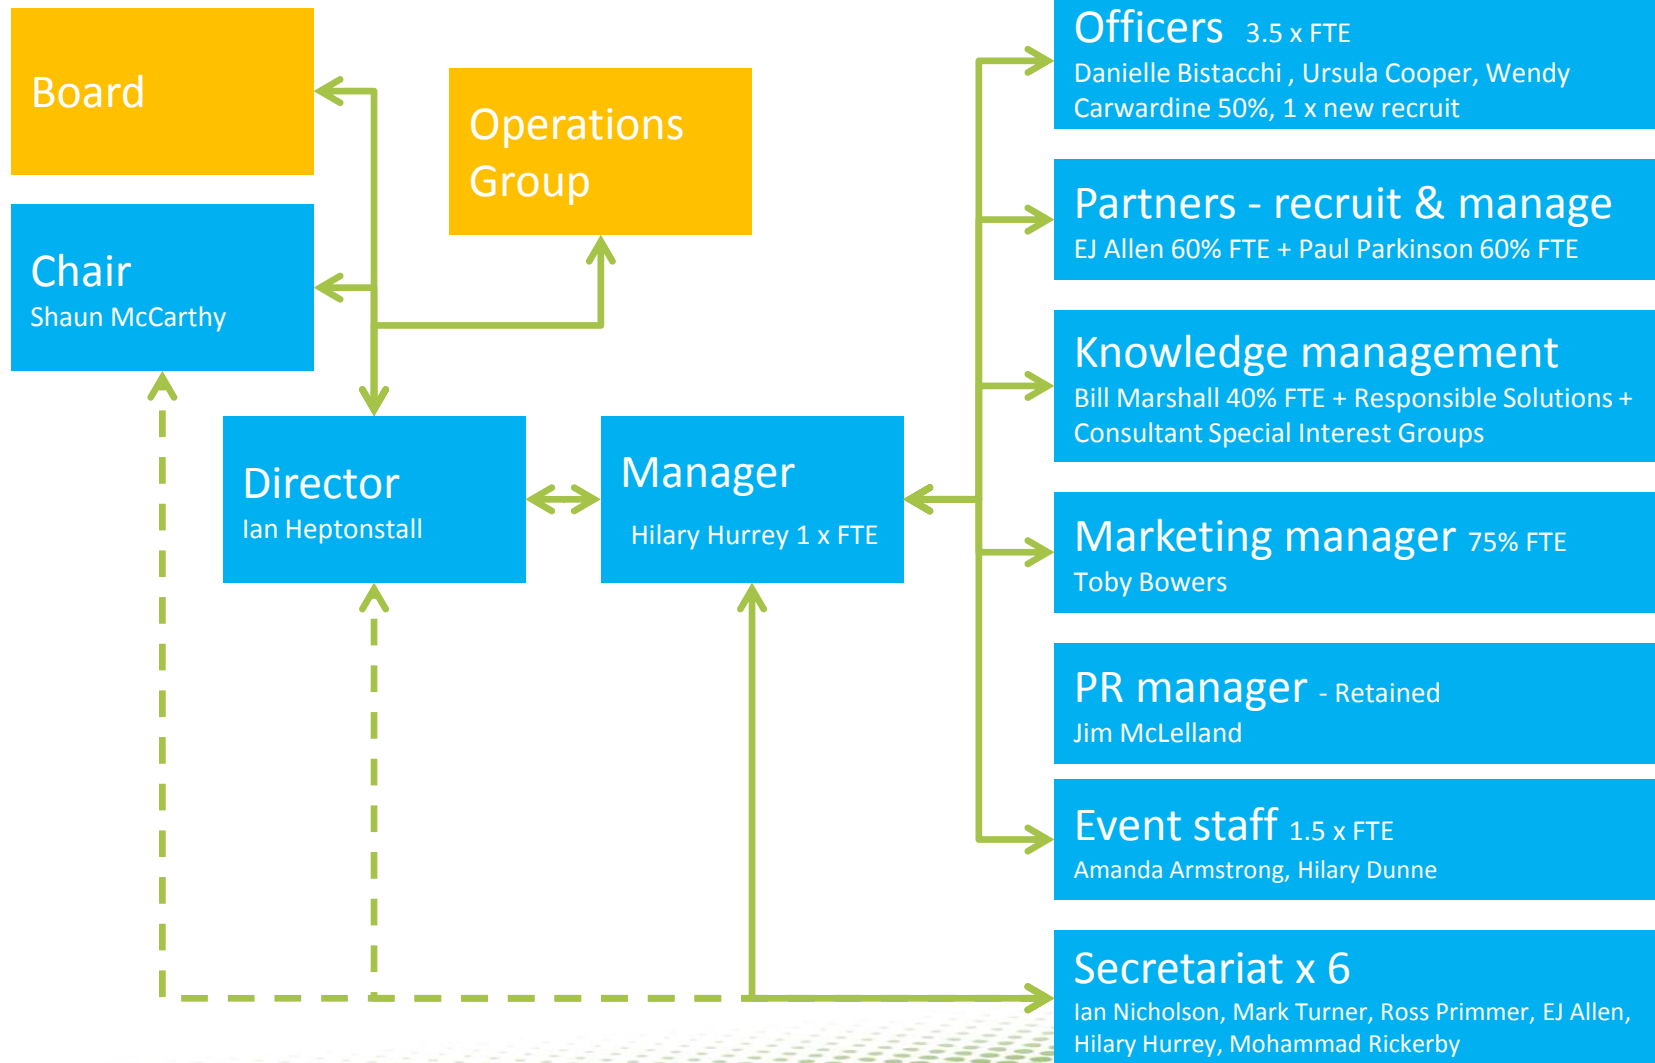 Board
Chair
Shaun McCarthy
Operations
Group
Director
Ian Heptonstall
Manager
Hilary Hurrey 1 x FTE
Officers 3.5 x FTE
Danielle Bistacchi , Ursula Cooper, Wendy
Carwardine 50%, 1 x new recruit
Partners - recruit & manage
EJ Allen 60% FTE + Paul Parkinson 60% FTE
Knowledge management
Bill Marshall 40% FTE + Responsible Solutions +
Consultant Special Interest Groups
Marketing manager 75% FTE
Toby Bowers
PR manager - Retained
Jim McLelland
Event staff 1.5 x FTE
Amanda Armstrong, Hilary Dunne
Secretariat x 6
Ian Nicholson, Mark Turner, Ross Primmer, EJ Allen,
Hilary Hurrey, Mohammad Rickerby